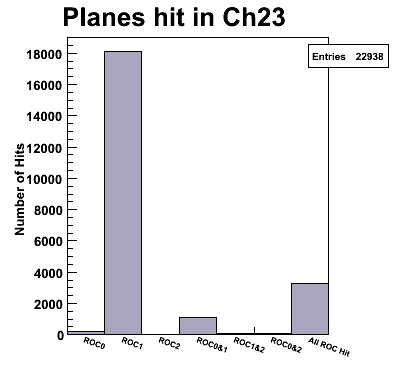 Planes hit in Ch23
Entries 22938
Number of Hits
18000
16000
14000
12000
10000
8000
6000
4000
2000
0
ROC0
ROC1
ROC2
ROC0&1
ROC1&2
ROC0&2
All ROC Hit